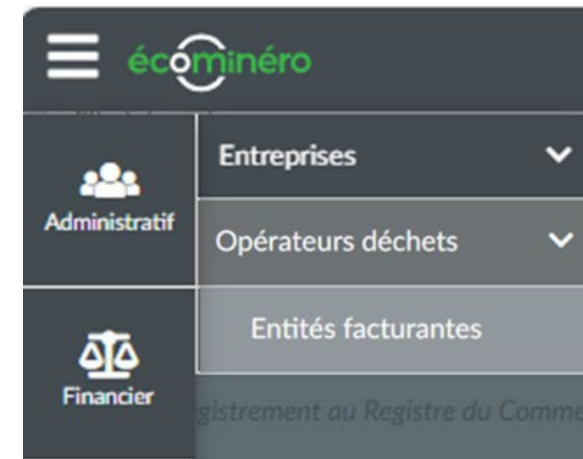 écominéro
Entreprises
Administratif
Opérateurs déchets
Entités facturantes
Financier
gistrement au Registre du Comme